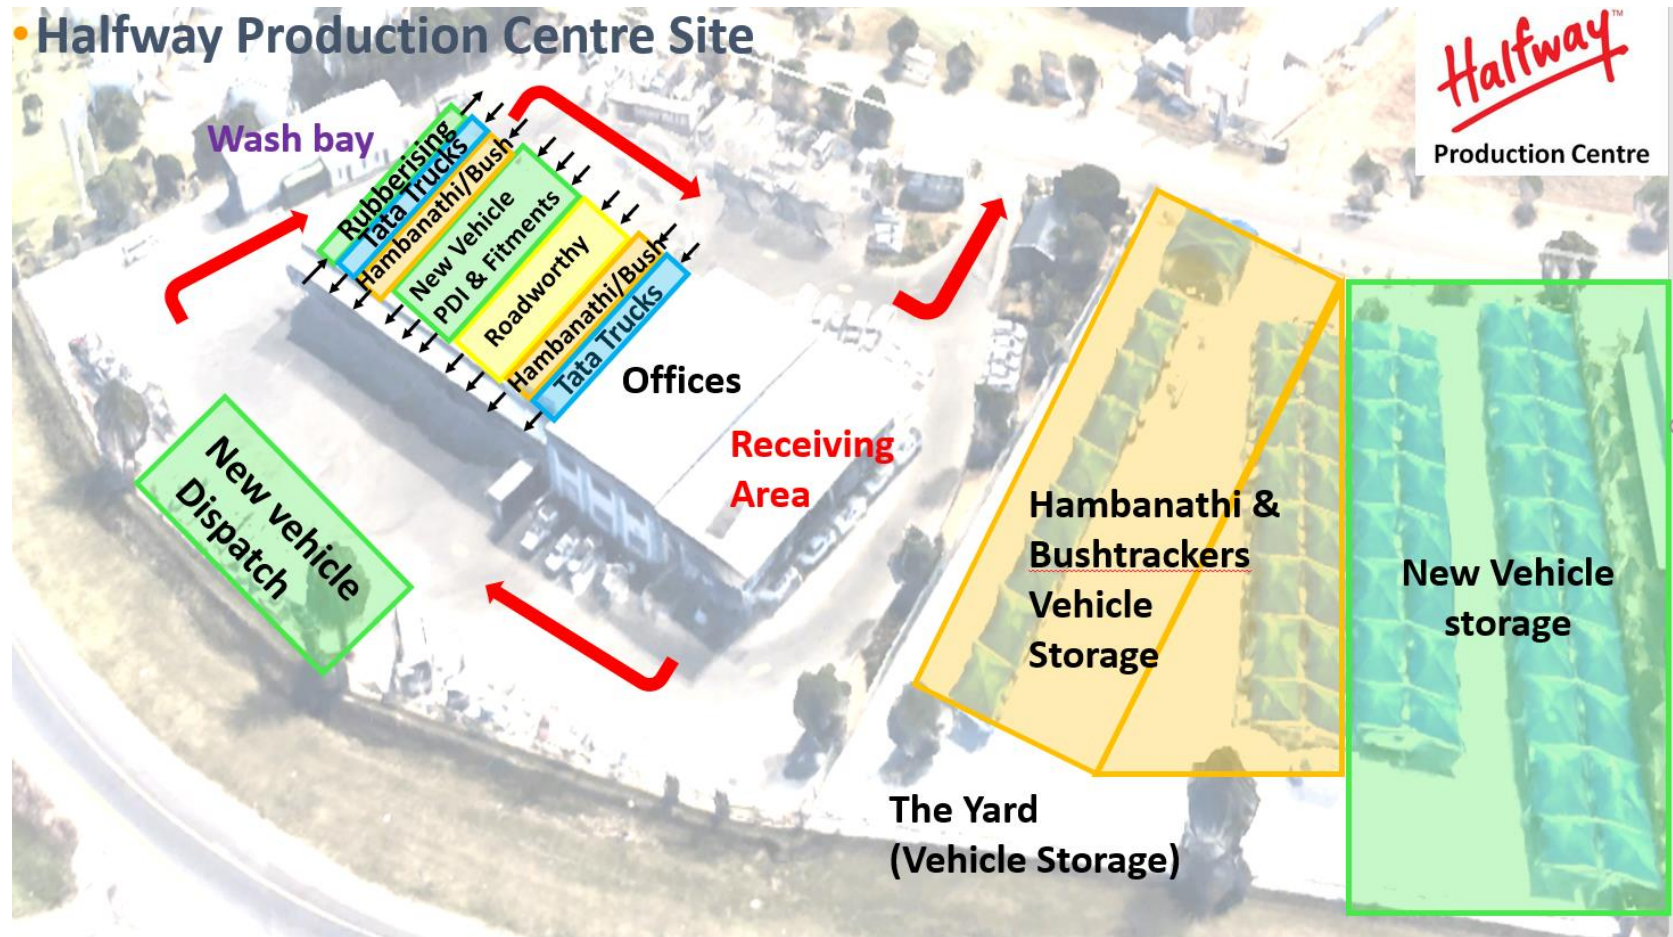 • Halfway Production Centre Site
Halfway™
Production Centre
Wash bay
Rubberising
Tata Trucks
Hambanathi/Bush
New Vehicle
PDI & Fitments
Roadworthy
Hambanathi/Bush
Tata Trucks
Offices
Receiving
Area
New vehicle
Dispatch
Hambanathi &
Bushtrackers
Vehicle
Storage
New Vehicle
storage
The Yard
(Vehicle Storage)